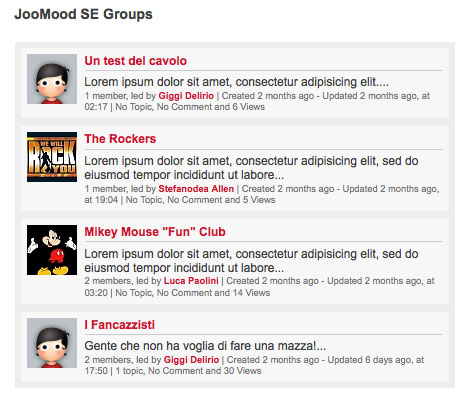 JooMood SE Groups
Un test del cavolo
Lorem ipsum dolor sit amet, consectetur adipisicing elit....
1 member, led by Giggi Delirio | Created 2 months ago - Updated 2 months ago, at
02:17 | No Topic, No Comment and 6 Views
WE WILL
ROCK
YOU
The Rockers
Lorem ipsum dolor sit amet, consectetur adipisicing elit, sed do
eiusmod tempor incididunt ut labore...
1 member, led by Stefanodea Allen | Created 2 months ago - Updated 2 months ago,
at 19:04 | No Topic, No Comment and 5 Views
Mikey Mouse "Fun" Club
Lorem ipsum dolor sit amet, consectetur adipisicing elit, sed do
eiusmod tempor incididunt ut labore...
2 members, led by Luca Paolini | Created 2 months ago - Updated 2 months ago, at
03:20 | No Topic, No Comment and 14 Views
I Fancazzisti
Gente che non ha voglia di fare una mazza!...
2 members, led by Giggi Delirio | Created 2 months ago - Updated 6 days ago, at
17:50 | 1 topic, No Comment and 30 Views